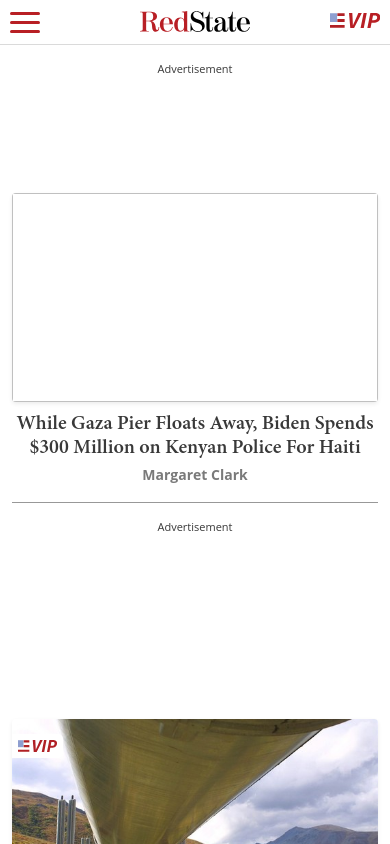 RedState
VIP
Advertisement
While Gaza Pier Floats Away, Biden Spends
$300 Million on Kenyan Police For Haiti
Margaret Clark
Advertisement
VIP